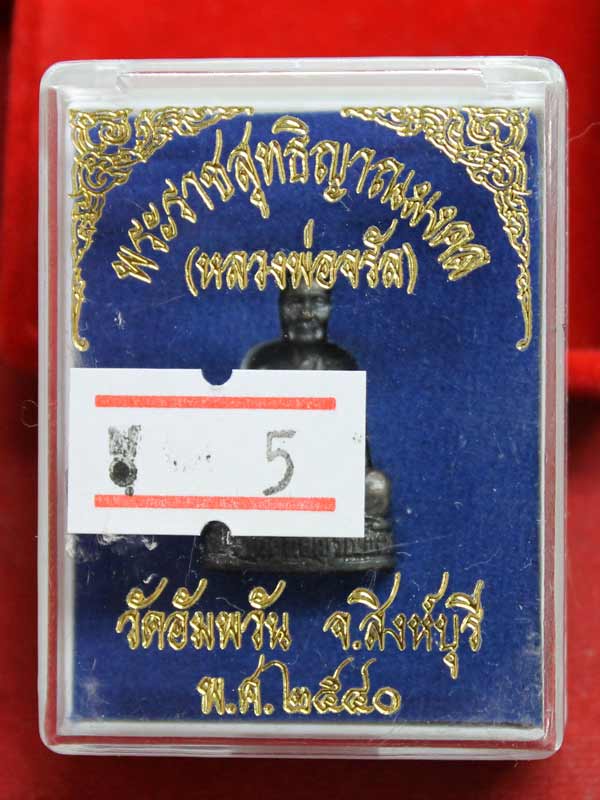 พระราชสุทธิญาณมงคล
(หลวงพ่อจรัล)
5
วัดอัมพวัน จ.สิงห์บุรี
พ.ศ.๒๕๔๐